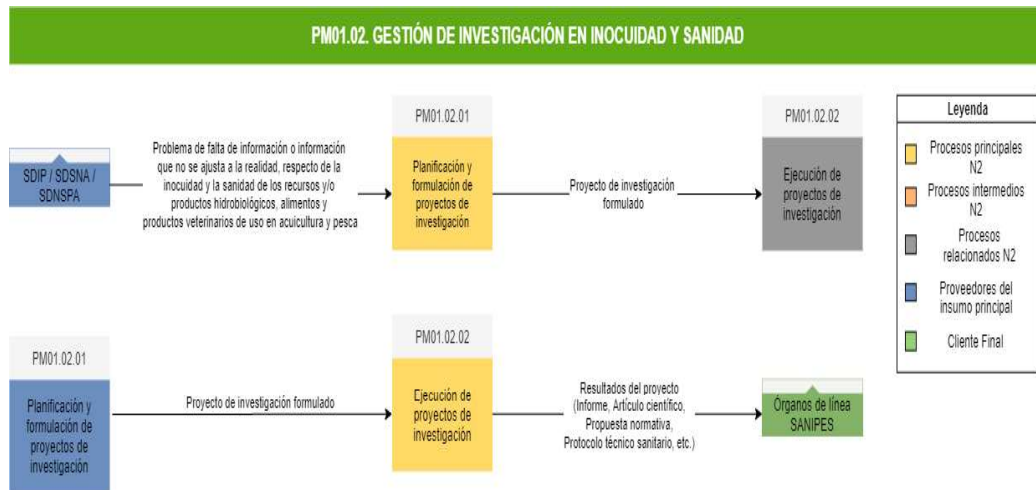 PM01.02. GESTIÓN DE INVESTIGACIÓN EN INOCUIDAD Y SANIDAD
SDIP / SDSNA /
SDNSPA
Problema de falta de información o información
que no se ajusta a la realidad, respecto de la
inocuidad y la sanidad de los recursos y/o
productos hidrobiológicos, alimentos y
productos veterinarios de uso en acuicultura y pesca
PM01.02.01
Planificación y
formulación de
proyectos de
investigación
Proyecto de investigación
formulado
PM01.02.02
Ejecución de
proyectos de
investigación
Leyenda
Procesos principales
N2
Procesos intermedios
N2
Procesos
relacionados N2
Proveedores del
insumo principal
Cliente Final
PM01.02.01
Planificación y
formulación de
proyectos de
investigación
Proyecto de investigación formulado
PM01.02.02
Ejecución de
proyectos de
investigación
Resultados del proyecto
(Informe, Artículo científico,
Propuesta normativa,
Protocolo técnico sanitario, etc.)
Órganos de línea
SANIPES